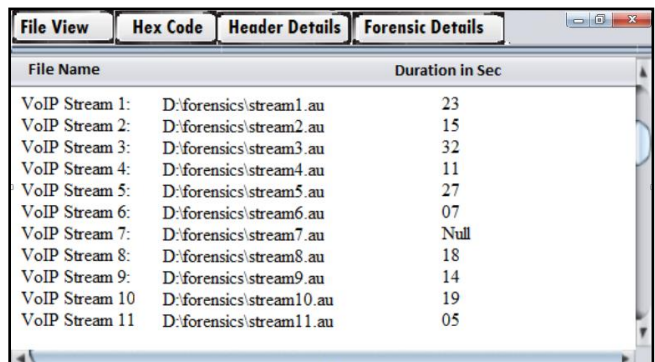 File View Hex Code Header Details Forensic Details
File Name Duration in Sec
VoIP Stream 1: D:\forensics\stream1.au 23
VoIP Stream 2: D:\forensics\stream2.au 15
VoIP Stream 3: D:\forensics\stream3.au 32
VoIP Stream 4: D:\forensics\stream4.au 11
VoIP Stream 5: D:\forensics\stream5.au 27
VoIP Stream 6: D:\forensics\stream6.au 07
VoIP Stream 7: D:\forensics\stream7.au Null
VoIP Stream 8: D:\forensics\stream8.au 18
VoIP Stream 9: D:\forensics\stream9.au 14
VoIP Stream 10 D:\forensics\stream10.au 19
VoIP Stream 11 D:\forensics\stream11.au 05